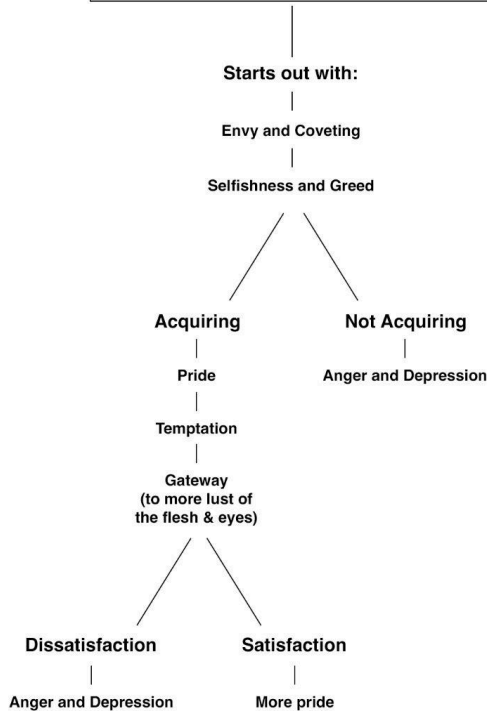 Starts out with:
Envy and Coveting
Selfishness and Greed
Acquiring
Not Acquiring
Pride
Anger and Depression
Temptation
Gateway
(to more lust of
the flesh & eyes)
Dissatisfaction
Satisfaction
Anger and Depression
More pride